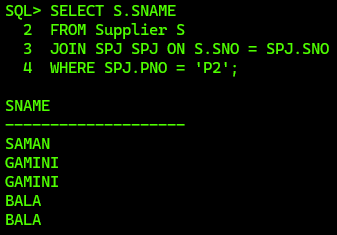 SQL> SELECT S.SNAME
  2  FROM Supplier S
  3  JOIN SPJ SPJ ON S.SNO = SPJ.SNO
  4  WHERE SPJ.PNO = 'P2';

SNAME
--------------------
SAMAN
GAMINI
GAMINI
BALA
BALA